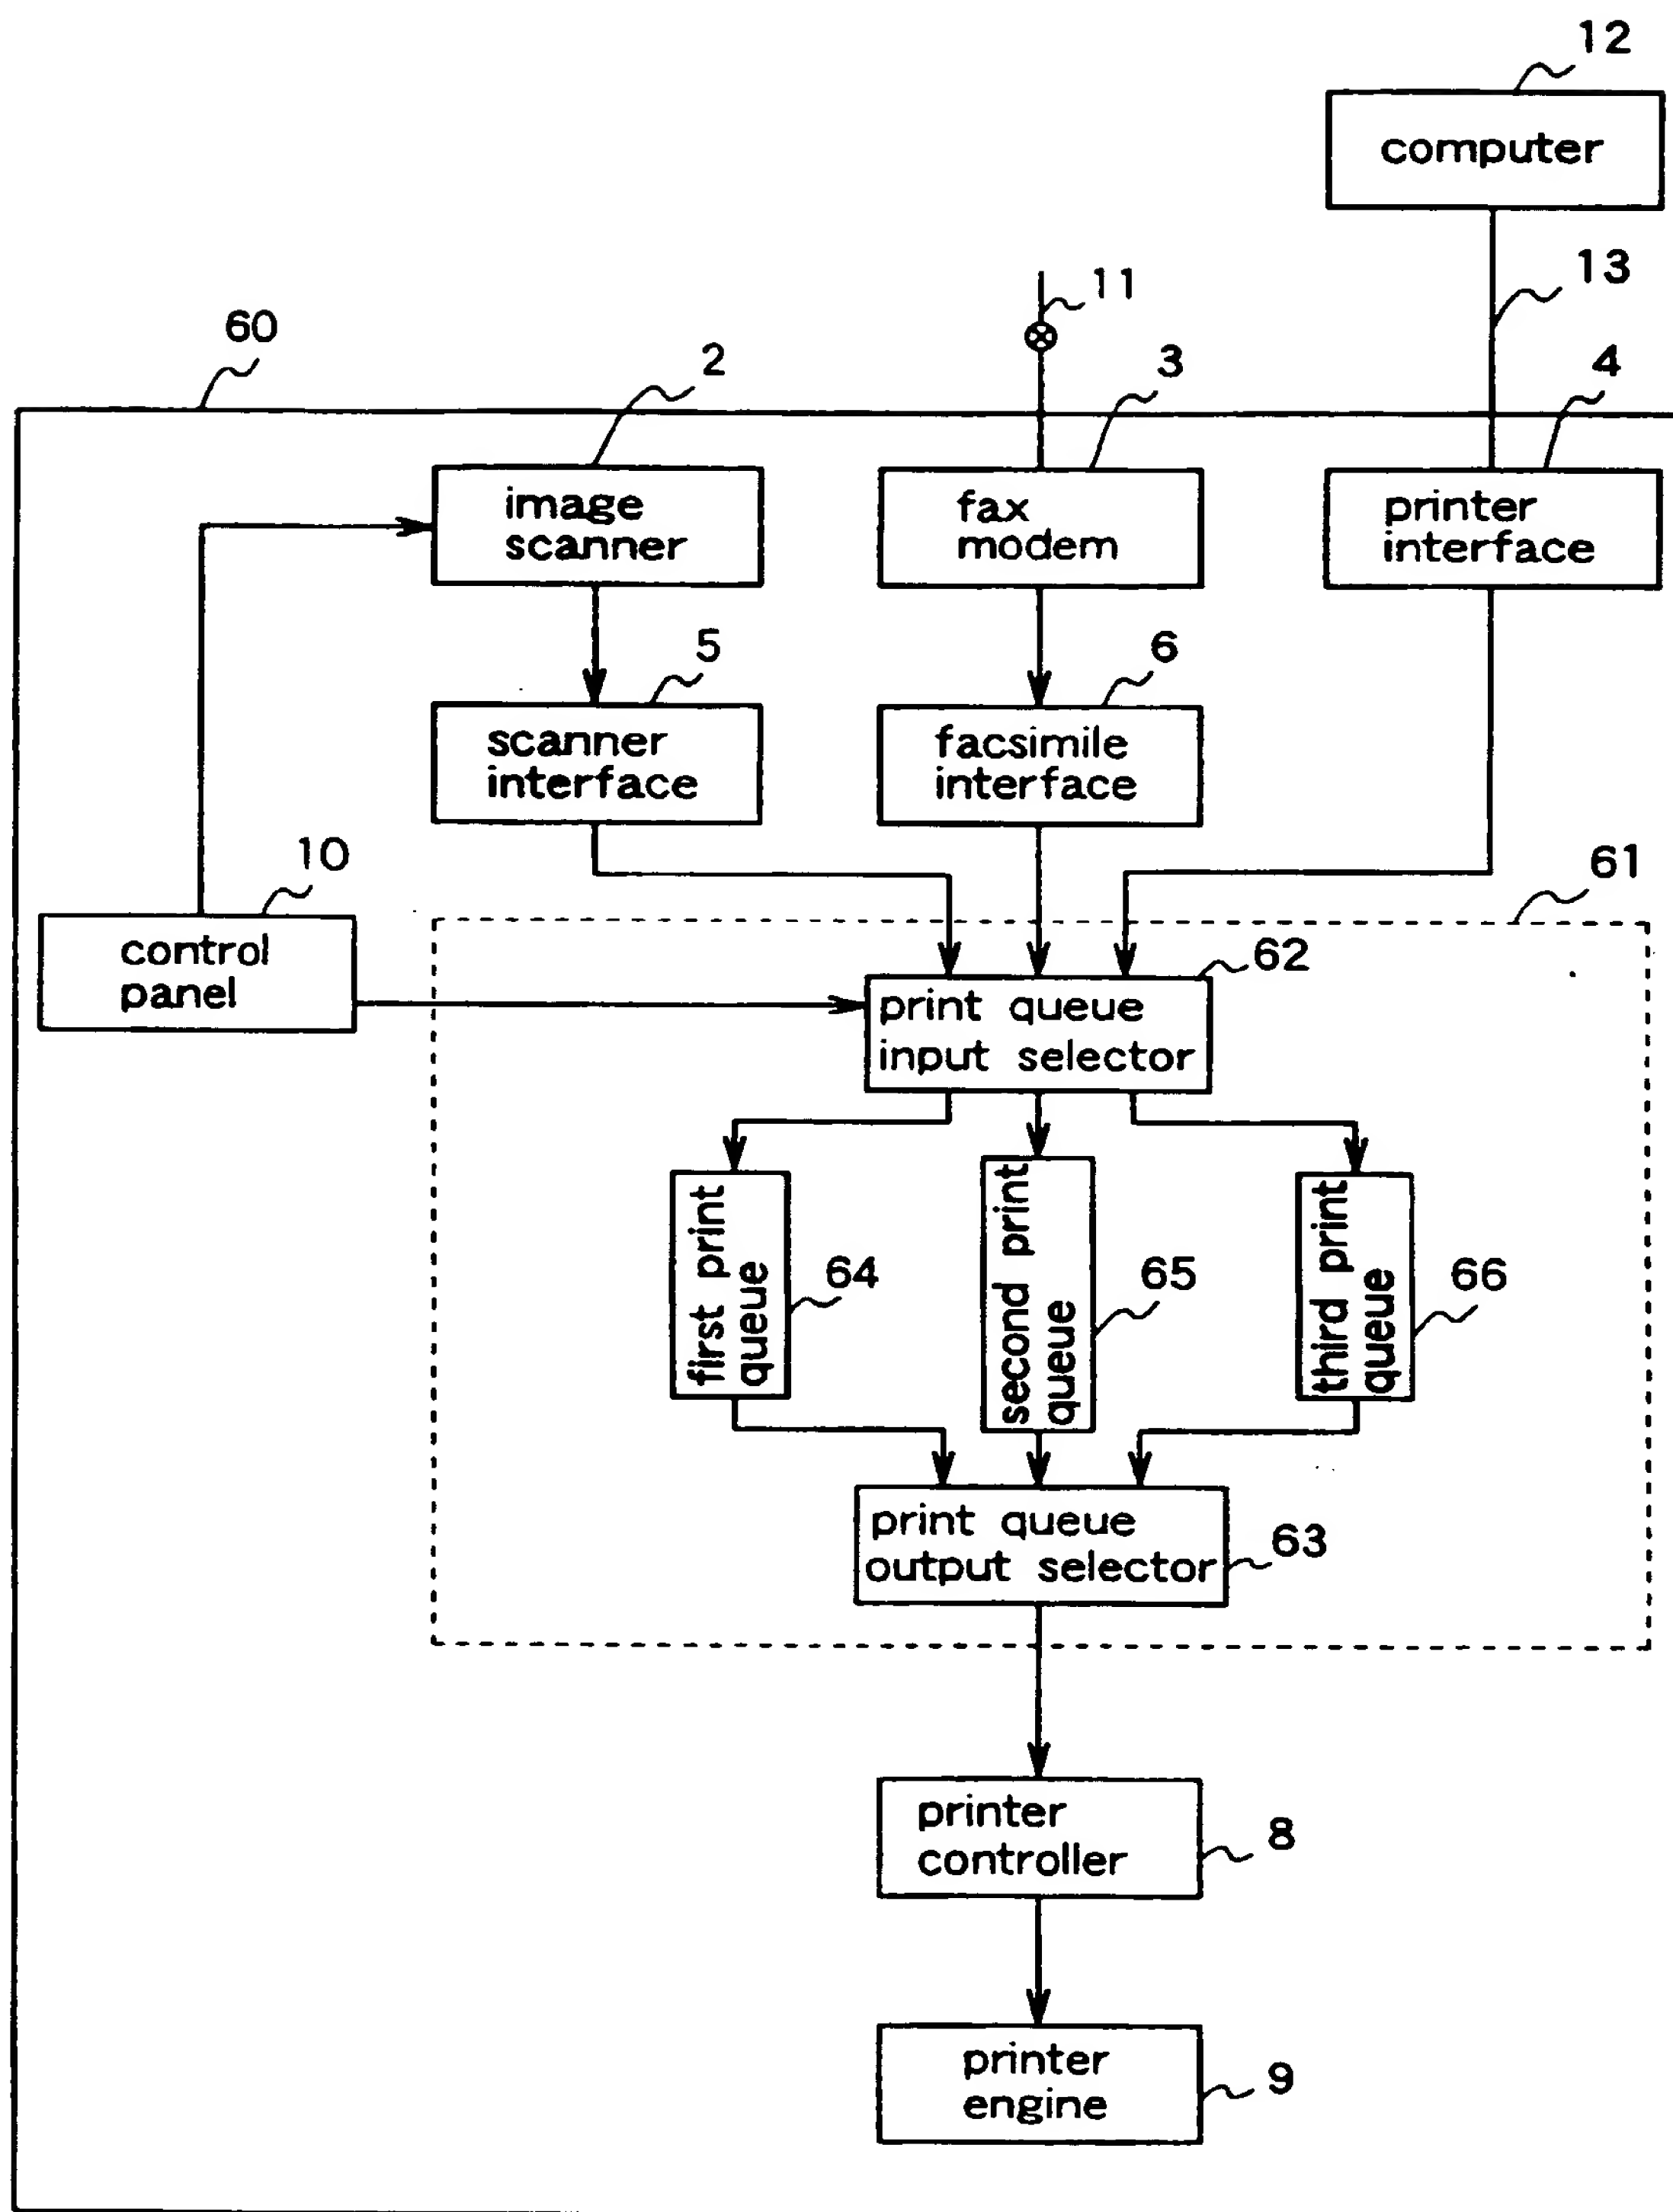 12
computer
13
11
60
2
3
4
image
scanner
fax
modem
printer
interface
5
6
scanner
interface
facsimile
interface
10
61
control
panel
62
print queue
input selector
first print
queue
64
second print
queue
65
third print
queue
66
print queue
output selector
63
printer
controller
8
printer
engine
9